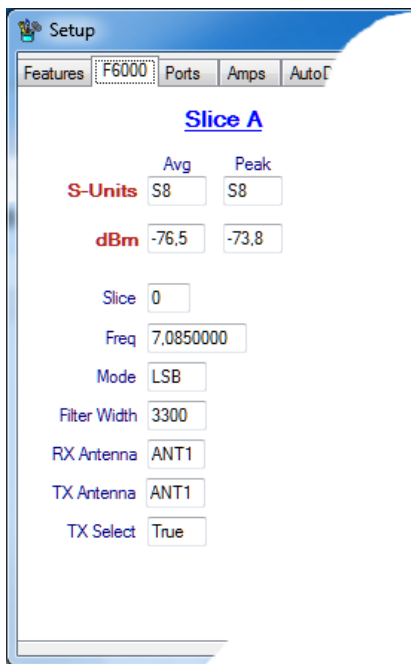 Setup
Features F6000 Ports Amps
Slice A
Avg Peak
S-Units S8 S8
dBm -76,5 -73,8
Slice 0
Freq 7,0850000
Mode LSB
Filter Width 3300
RX Antenna ANT1
TX Antenna ANT1
TX Select True